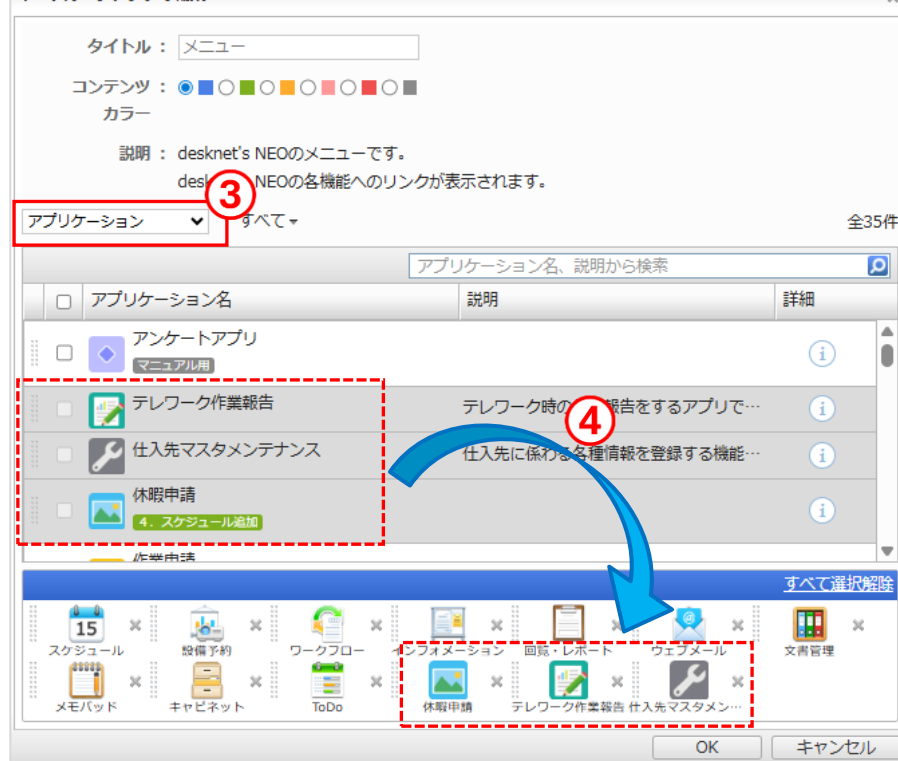 タイトル : メニュー
コンテンツ :
カラー
説明 : desknet's NEOのメニューです。
NEOの各機能へのリンクが表示されます。
③
アプリケーション すべて 全35件
アプリケーション名、説明から検索
アプリケーション名 説明 詳細
アンケートアプリ
マニュアル用
テレワーク作業報告 テレワーク時の 報告をするアプリで…
④
仕入先マスタメンテナンス 仕入先に係わる各種情報を登録する機能…
休暇申請
4. スケジュール追加
作業申請
すべて選択解除
15
スケジュール 設備予約 ワークフロー インフォメーション 回覧・レポート ウェブメール 文書管理
メモパッド キャビネット ToDo 休暇申請 テレワーク作業報告 仕入先マスタメン…
OK キャンセル